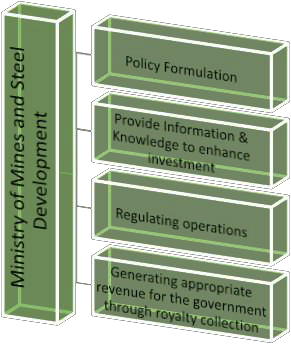 Ministry of Mines and Steel
Development
Policy Formulation
Provide Information &
Knowledge to enhance
investment
Regulating operations
Generating appropriate
revenue for the government
through royalty collection